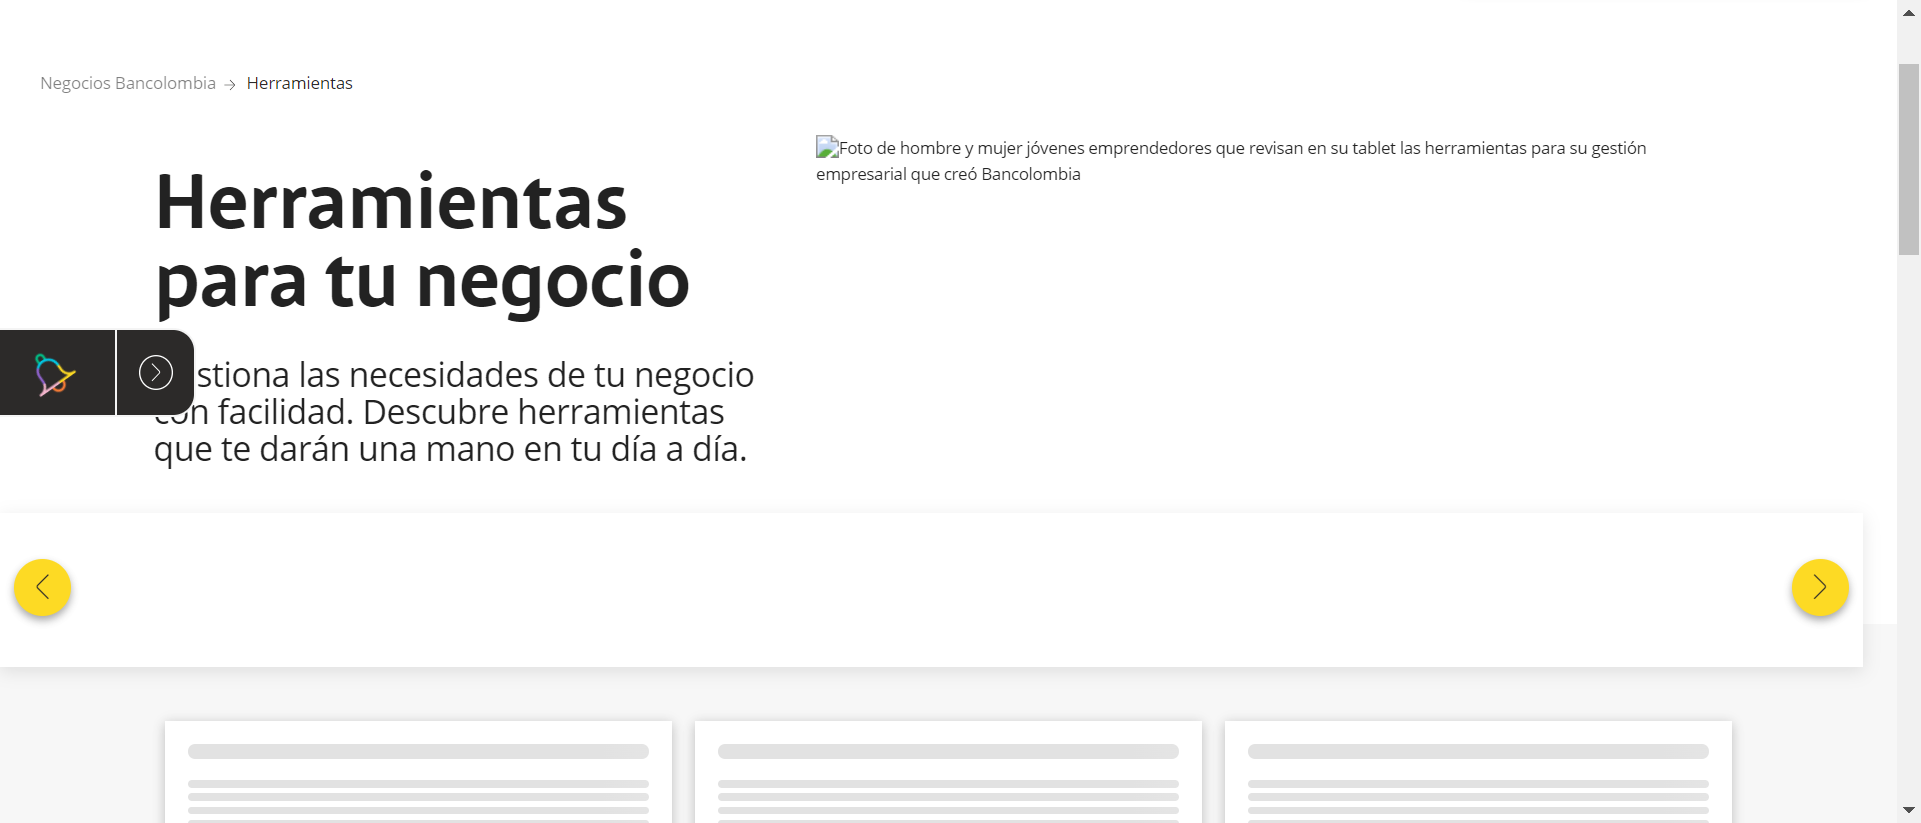 Negocios Bancolombia → Herramientas
Foto de hombre y mujer jóvenes emprendedores que revisan en su tablet las herramientas para su gestión
empresarial que creó Bancolombia
Herramientas
para tu negocio
stiona las necesidades de tu negocio
con facilidad. Descubre herramientas
que te darán una mano en tu día a día.